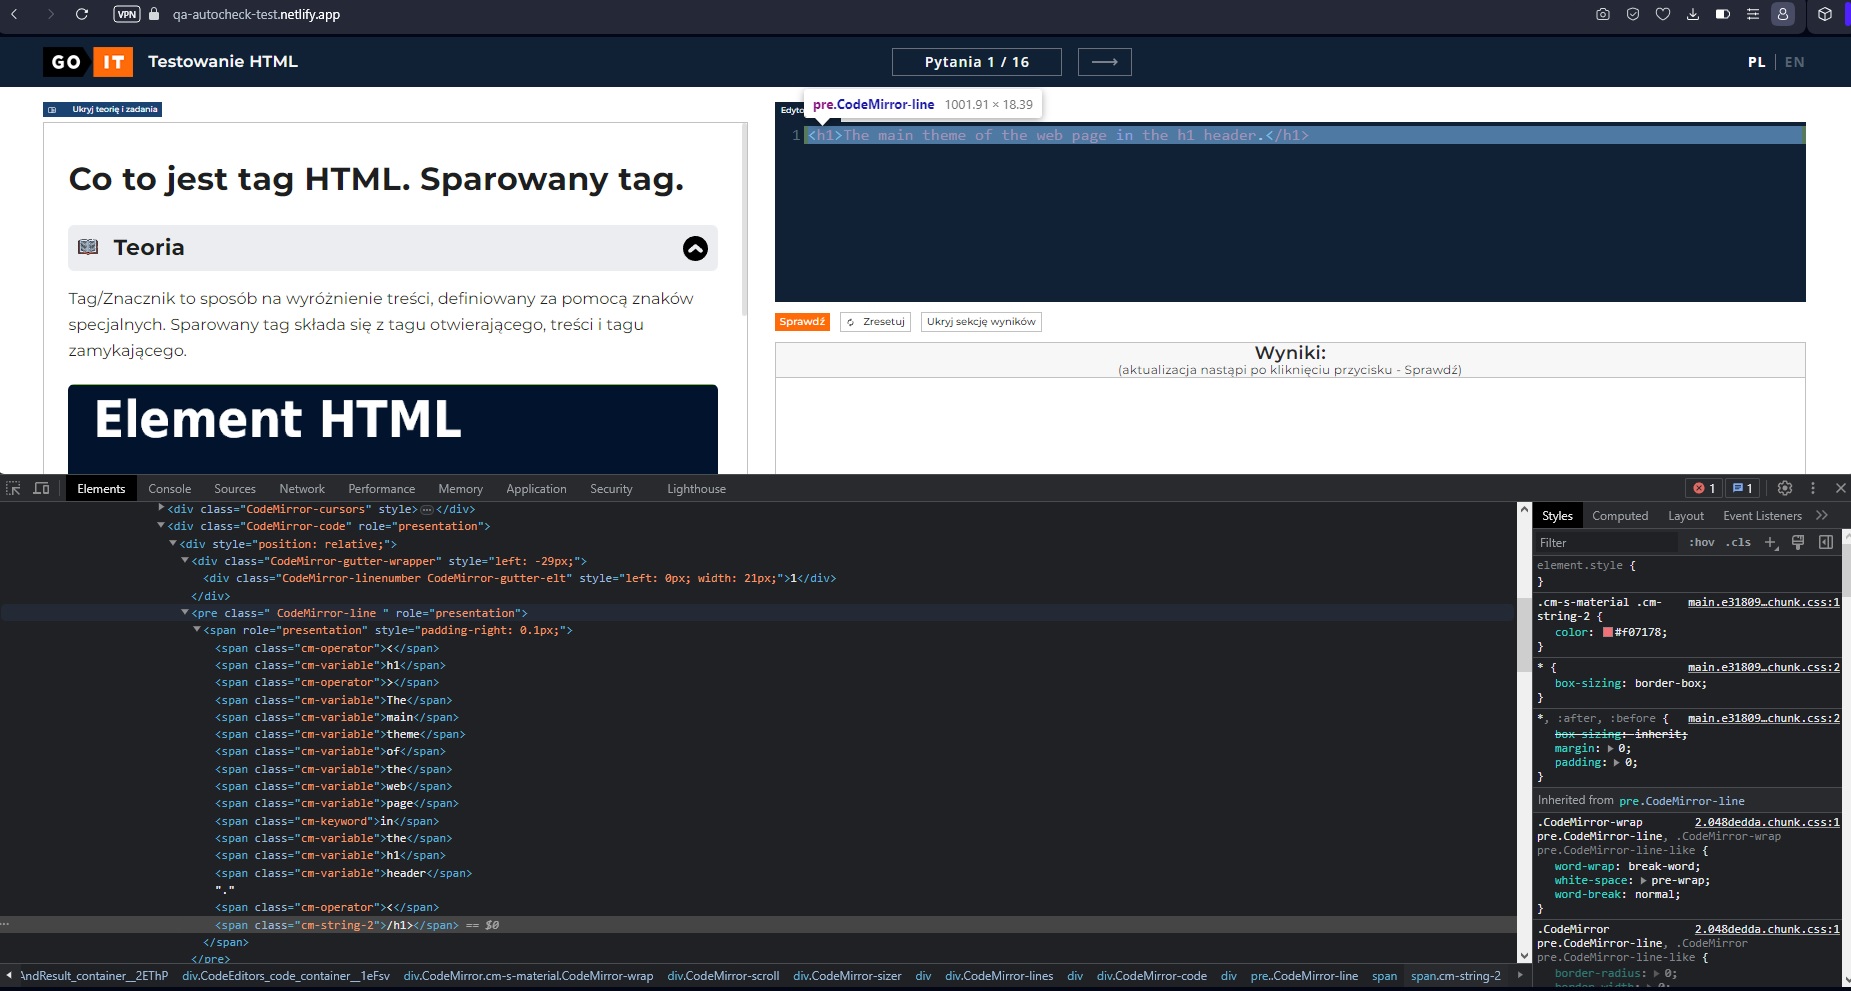 VPN qa-autocheck-test.netlify.app
GO IT Testowanie HTML
Pytania 1 / 16
PL | EN
Ukryj teorię i zadania
Co to jest tag HTML. Sparowany tag.
Teoria
Tag/Znacznik to sposób na wyróżnienie treści, definiowany za pomocą znaków
specjalnych. Sparowany tag składa się z tagu otwierającego, treści i tagu
zamykającego.
Element HTML
Edyto
pre.CodeMirror-line 1001.91 × 18.39
1 <h1>The main theme of the web page in the h1 header.</h1>
Sprawdź Zresetuj Ukryj sekcję wyników
Wyniki:
(aktualizacja nastąpi po kliknięciu przycisku - Sprawdź)
Elements Console Sources Network Performance Memory Application Security Lighthouse 1 1
<div class="CodeMirror-cursors" style>…</div>
<div class="CodeMirror-code" role="presentation">
<div style="position: relative;">
<div class="CodeMirror-gutter-wrapper" style="left: -29px;">
<div class="CodeMirror-linenumber CodeMirror-gutter-elt" style="left: 0px; width: 21px;">1</div>
</div>
<pre class=" CodeMirror-line " role="presentation">
<span role="presentation" style="padding-right: 0.1px;">
<span class="cm-operator"><</span>
<span class="cm-variable">h1</span>
<span class="cm-operator">></span>
<span class="cm-variable">The</span>
<span class="cm-variable">main</span>
<span class="cm-variable">theme</span>
<span class="cm-variable">of</span>
<span class="cm-variable">the</span>
<span class="cm-variable">web</span>
<span class="cm-variable">page</span>
<span class="cm-keyword">in</span>
<span class="cm-variable">the</span>
<span class="cm-variable">h1</span>
<span class="cm-variable">header</span>
"."
<span class="cm-operator"><</span>
<span class="cm-string-2">/h1></span> == $0
</span>
</pre>
AndResult_container__2EThP div.CodeEditors_code_container__1eFsv div.CodeMirror.cm-s-material.CodeMirror-wrap div.CodeMirror-scroll div.CodeMirror-sizer div div.CodeMirror-lines div div.CodeMirror-code div pre..CodeMirror-line span span.cm-string-2
Styles Computed Layout Event Listeners
Filter :hov .cls +
element.style {
}
.cm-s-material .cm- main.e31809…chunk.css:1
string-2 {
color: #f07178;
}
* { main.e31809…chunk.css:2
box-sizing: border-box;
}
*, :after, :before { main.e31809…chunk.css:2
box-sizing: inherit;
margin: 0;
padding: 0;
}
Inherited from pre.CodeMirror-line
.CodeMirror-wrap 2.048dedda.chunk.css:1
pre.CodeMirror-line, .CodeMirror-wrap
pre.CodeMirror-line-like {
word-wrap: break-word;
white-space: pre-wrap;
word-break: normal;
}
.CodeMirror 2.048dedda.chunk.css:1
pre.CodeMirror-line, .CodeMirror
pre.CodeMirror-line-like {
border-radius: 0;
border-width: 0;